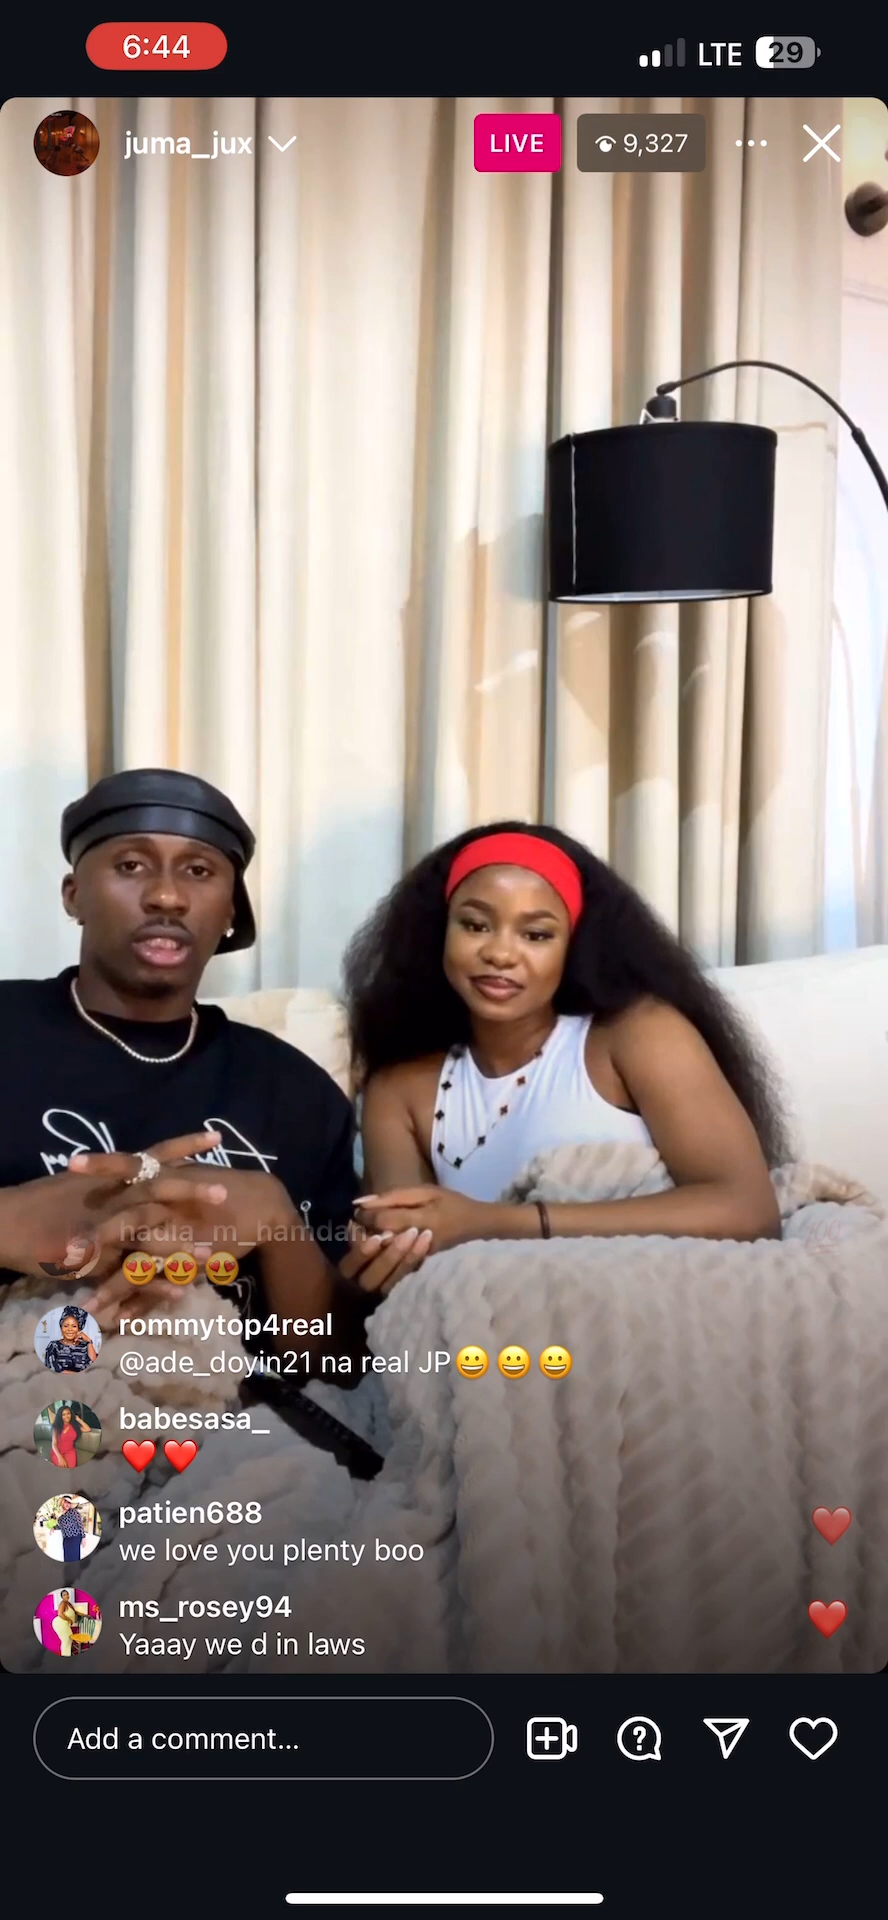 6:44
LTE 29
juma_jux
LIVE
9,327
hadia_m_hamdan
😍😍😍
rommytop4real
@ade_doyin21 na real JP😀😀😀
babesasa_
❤️❤️
patien688
we love you plenty boo
ms_rosey94
Yaaay we d in laws
Add a comment...